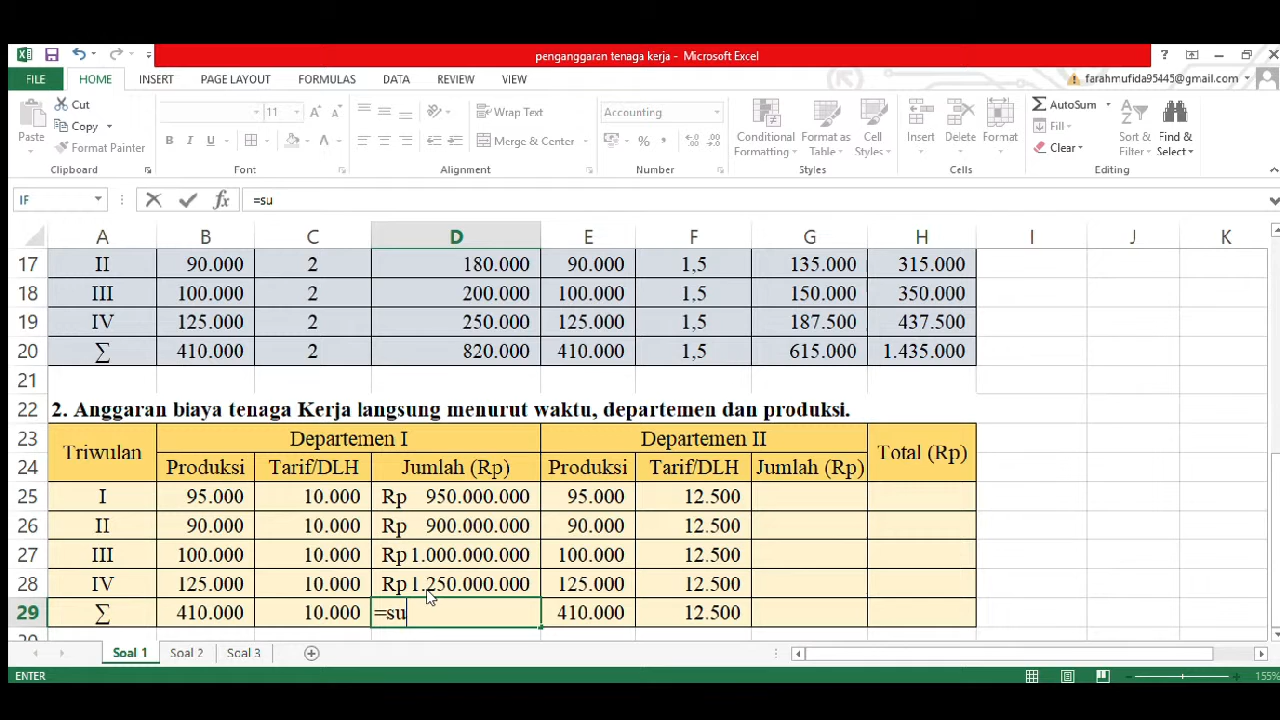 penganggaran tenaga kerja - Microsoft Excel
?
FILE HOME INSERT PAGE LAYOUT FORMULAS DATA REVIEW VIEW
farahmufida95445@gmail.com
Paste
Cut
Copy
Format Painter
Clipboard
11
B I U
Font
Wrap Text
Merge & Center
Alignment
Accounting
%
Number
Conditional Formatting
Format as Table
Cell Styles
Styles
Insert Delete Format
Cells
AutoSum
Fill
Clear
Sort & Filter
Find & Select
Editing
IF =su
A B C D E F G H I J K
17 II 90.000 2 180.000 90.000 1,5 135.000 315.000
18 III 100.000 2 200.000 100.000 1,5 150.000 350.000
19 IV 125.000 2 250.000 125.000 1,5 187.500 437.500
20 ∑ 410.000 2 820.000 410.000 1,5 615.000 1.435.000
21
22 2. Anggaran biaya tenaga Kerja langsung menurut waktu, departemen dan produksi.
23 Triwulan Departemen I Departemen II Total (Rp)
24 Produksi Tarif/DLH Jumlah (Rp) Produksi Tarif/DLH Jumlah (Rp)
25 I 95.000 10.000 Rp 950.000.000 95.000 12.500
26 II 90.000 10.000 Rp 900.000.000 90.000 12.500
27 III 100.000 10.000 Rp 1.000.000.000 100.000 12.500
28 IV 125.000 10.000 Rp 1.250.000.000 125.000 12.500
29 ∑ 410.000 10.000 =su 410.000 12.500
Soal 1 Soal 2 Soal 3
ENTER 155%